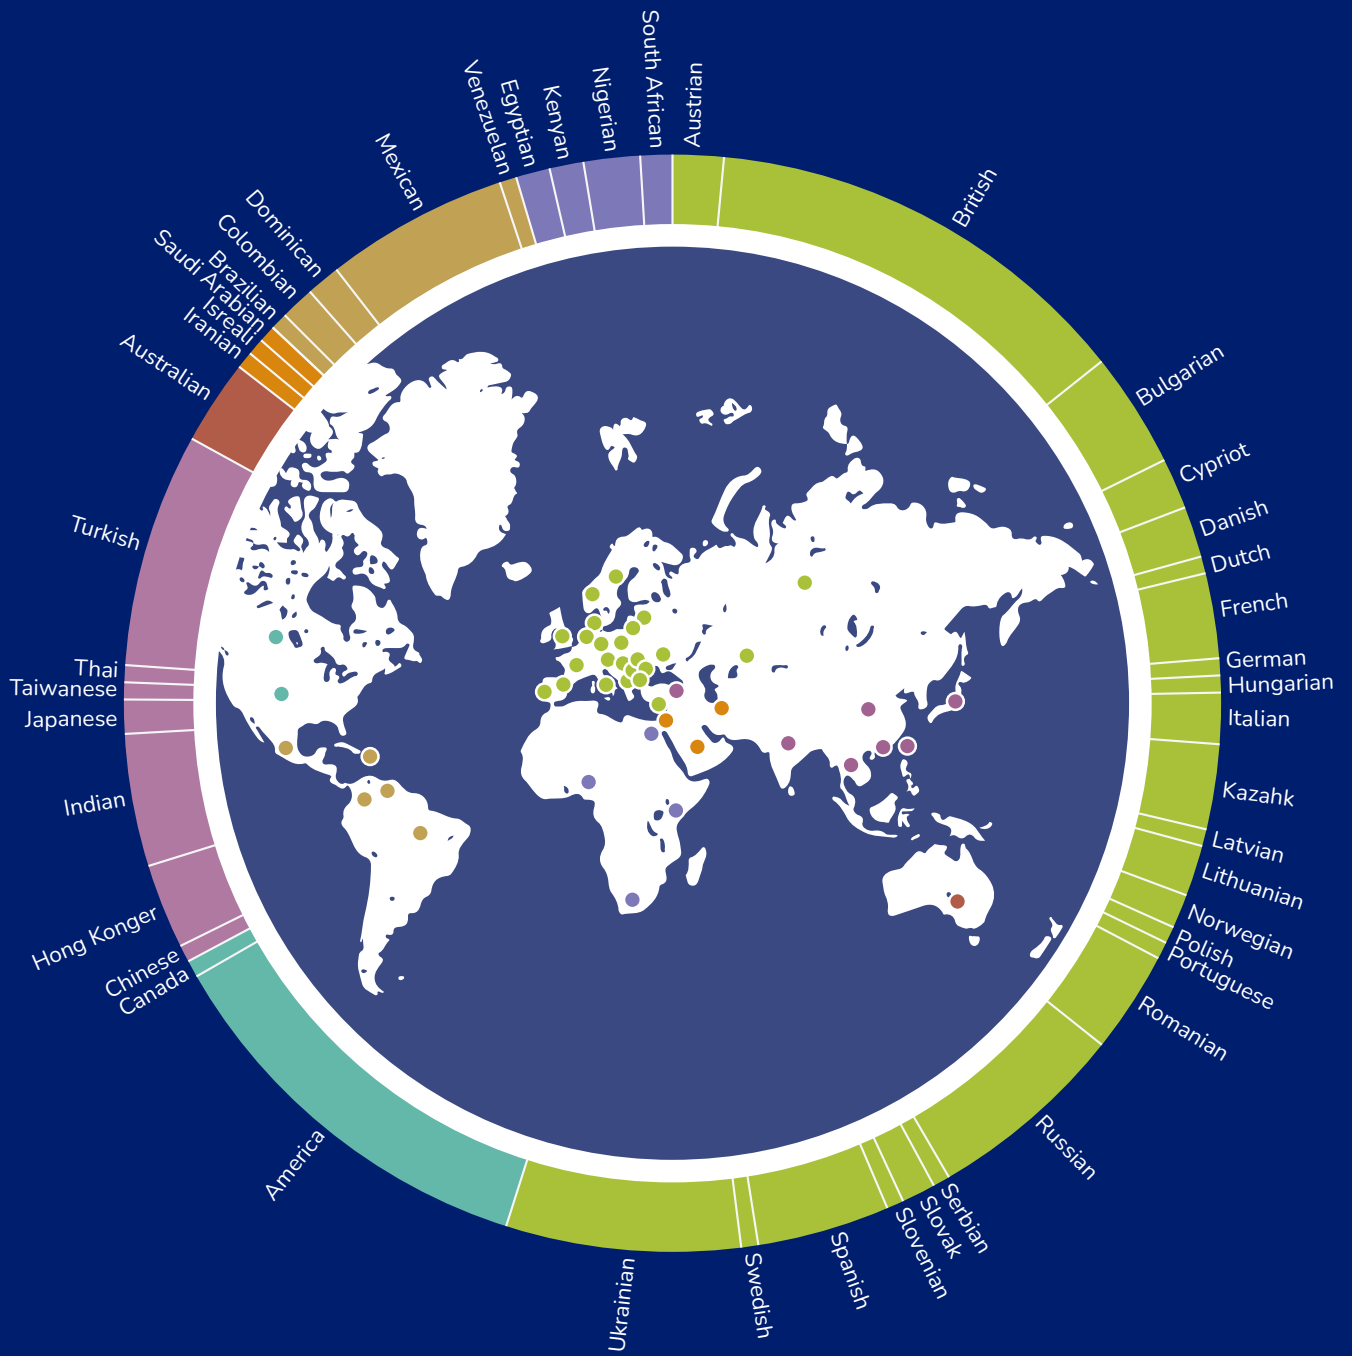 Austrian
British
Bulgarian
Cypriot
Danish
Dutch
French
German
Hungarian
Italian
Kazahk
Latvian
Lithuanian
Norwegian
Polish
Portuguese
Romanian
Russian
Serbian
Slovak
Slovenian
Spanish
Swedish
Ukrainian
America
Canada
Chinese
Hong Konger
Indian
Japanese
Taiwanese
Thai
Turkish
Australian
Iranian
Isreali
Saudi Arabian
Brazilian
Colombian
Dominican
Mexican
Venezuelan
Egyptian
Kenyan
Nigerian
South African